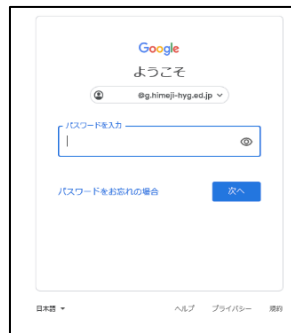 Google
ようこそ
@g.himeji-hyg.ed.jp
パスワードを入力
パスワードをお忘れの場合
次へ
日本語
ヘルプ プライバシー 規約